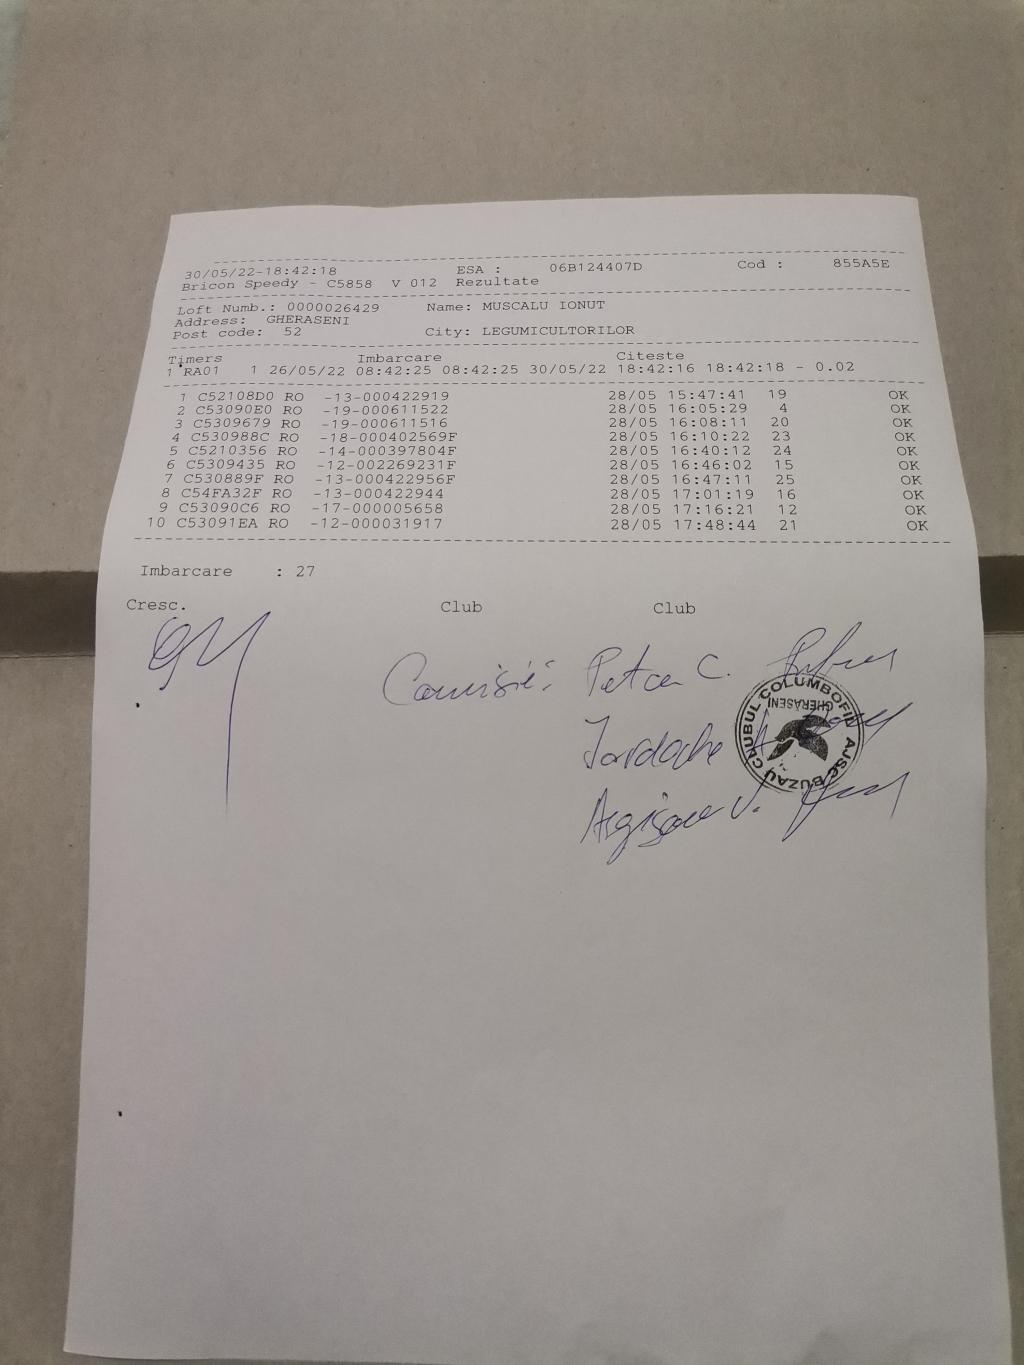 30/05/22-18:42:18 ESA : 06B124407D Cod : 855A5E
Bricon Speedy - C5858 V 012 Rezultate
Loft Numb.: 0000026429 Name: MUSCALU IONUT
Address: GHERASENI
Post code: 52 City: LEGUMICULTORILOR
Timers Imbarcare Citeste
1 RA01 1 26/05/22 08:42:25 08:42:25 30/05/22 18:42:16 18:42:18 - 0.02
1 C52108D0 RO -13-000422919 28/05 15:47:41 19 OK
2 C53090E0 RO -19-000611522 28/05 16:05:29 4 OK
3 C5309679 RO -19-000611516 28/05 16:08:11 20 OK
4 C530988C RO -18-000402569F 28/05 16:10:22 23 OK
5 C5210356 RO -14-000397804F 28/05 16:40:12 24 OK
6 C5309435 RO -12-002269231F 28/05 16:46:02 15 OK
7 C530889F RO -13-000422956F 28/05 16:47:11 25 OK
8 C54FA32F RO -13-000422944 28/05 17:01:19 16 OK
9 C53090C6 RO -17-000005658 28/05 17:16:21 12 OK
10 C53091EA RO -12-000031917 28/05 17:48:44 21 OK
Imbarcare : 27
Cresc. Club Club
Comisie: Petcu C.
Iordache
CLUBUL COLUMBOFIL AJSC BUZAU
GHERĂSENI